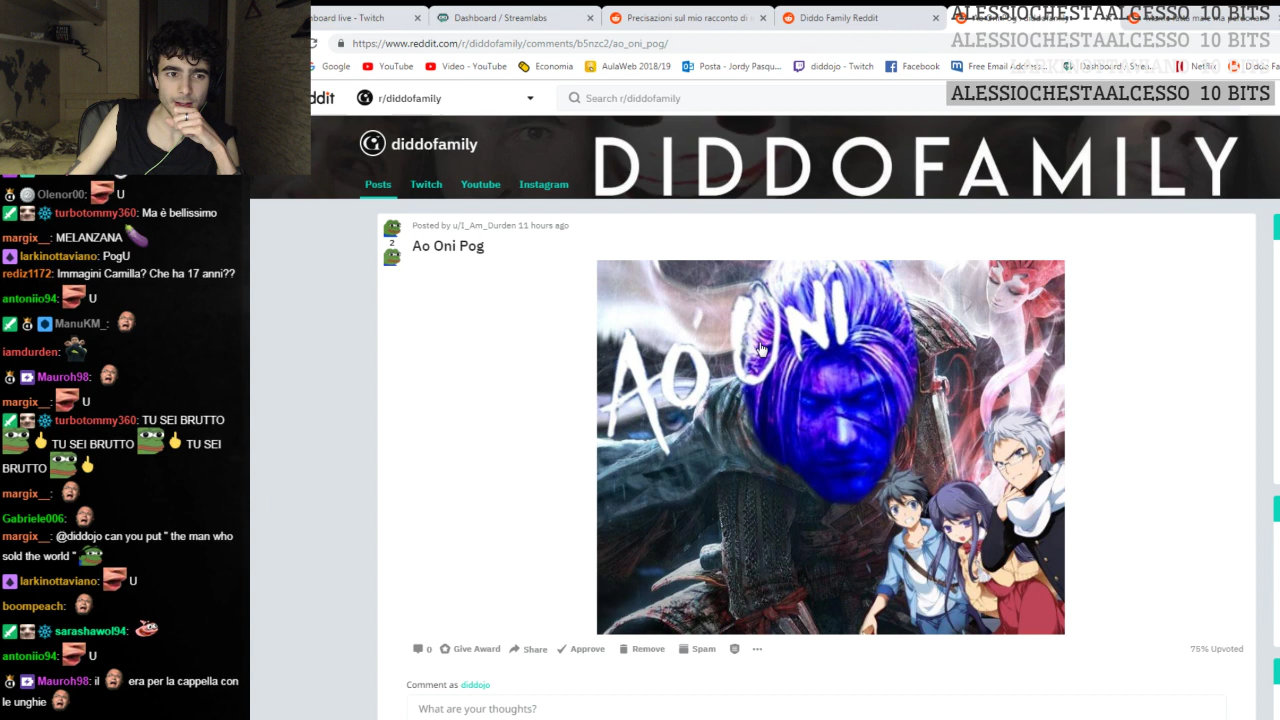 hboard live - Twitch
Dashboard / Streamlabs
Precisazioni sul mio racconto di
Diddo Family Reddit
ALESSIOCHESTAALCESSO 10 BITS
https://www.reddit.com/r/diddofamily/comments/b5nzc2/ao_oni_pog/
ALESSIOCHESTAALCESSO 10 BITS
Google
YouTube
Video - YouTube
Economia
AulaWeb 2018/19
Posta - Jordy Pasqu...
diddojo - Twitch
Facebook
Free Email Address...
Netflix
ddit
r/diddofamily
Search r/diddofamily
ALESSIOCHESTAALCESSO 10 BITS
diddofamily
DIDDOFAMILY
Posts
Twitch
Youtube
Instagram
Olenor00: U
turbotommy360: Ma è bellissimo
margix__: MELANZANA
larkinottaviano: PogU
rediz1172: Immagini Camilla? Che ha 17 anni??
antoniio94: U
ManuKM_:
iamdurden:
Mauroh98:
margix__: U
turbotommy360: TU SEI BRUTTO
TU SEI BRUTTO TU SEI
BRUTTO
margix__:
Gabriele006:
margix__: @diddojo can you put " the man who
sold the world "
larkinottaviano: U
boompeach:
sarashawol94:
antoniio94: U
Mauroh98: il era per la cappella con
le unghie
Posted by u/I_Am_Durden 11 hours ago
2
Ao Oni Pog
Ao Oni
0
Give Award
Share
Approve
Remove
Spam
75% Upvoted
Comment as diddojo
What are your thoughts?